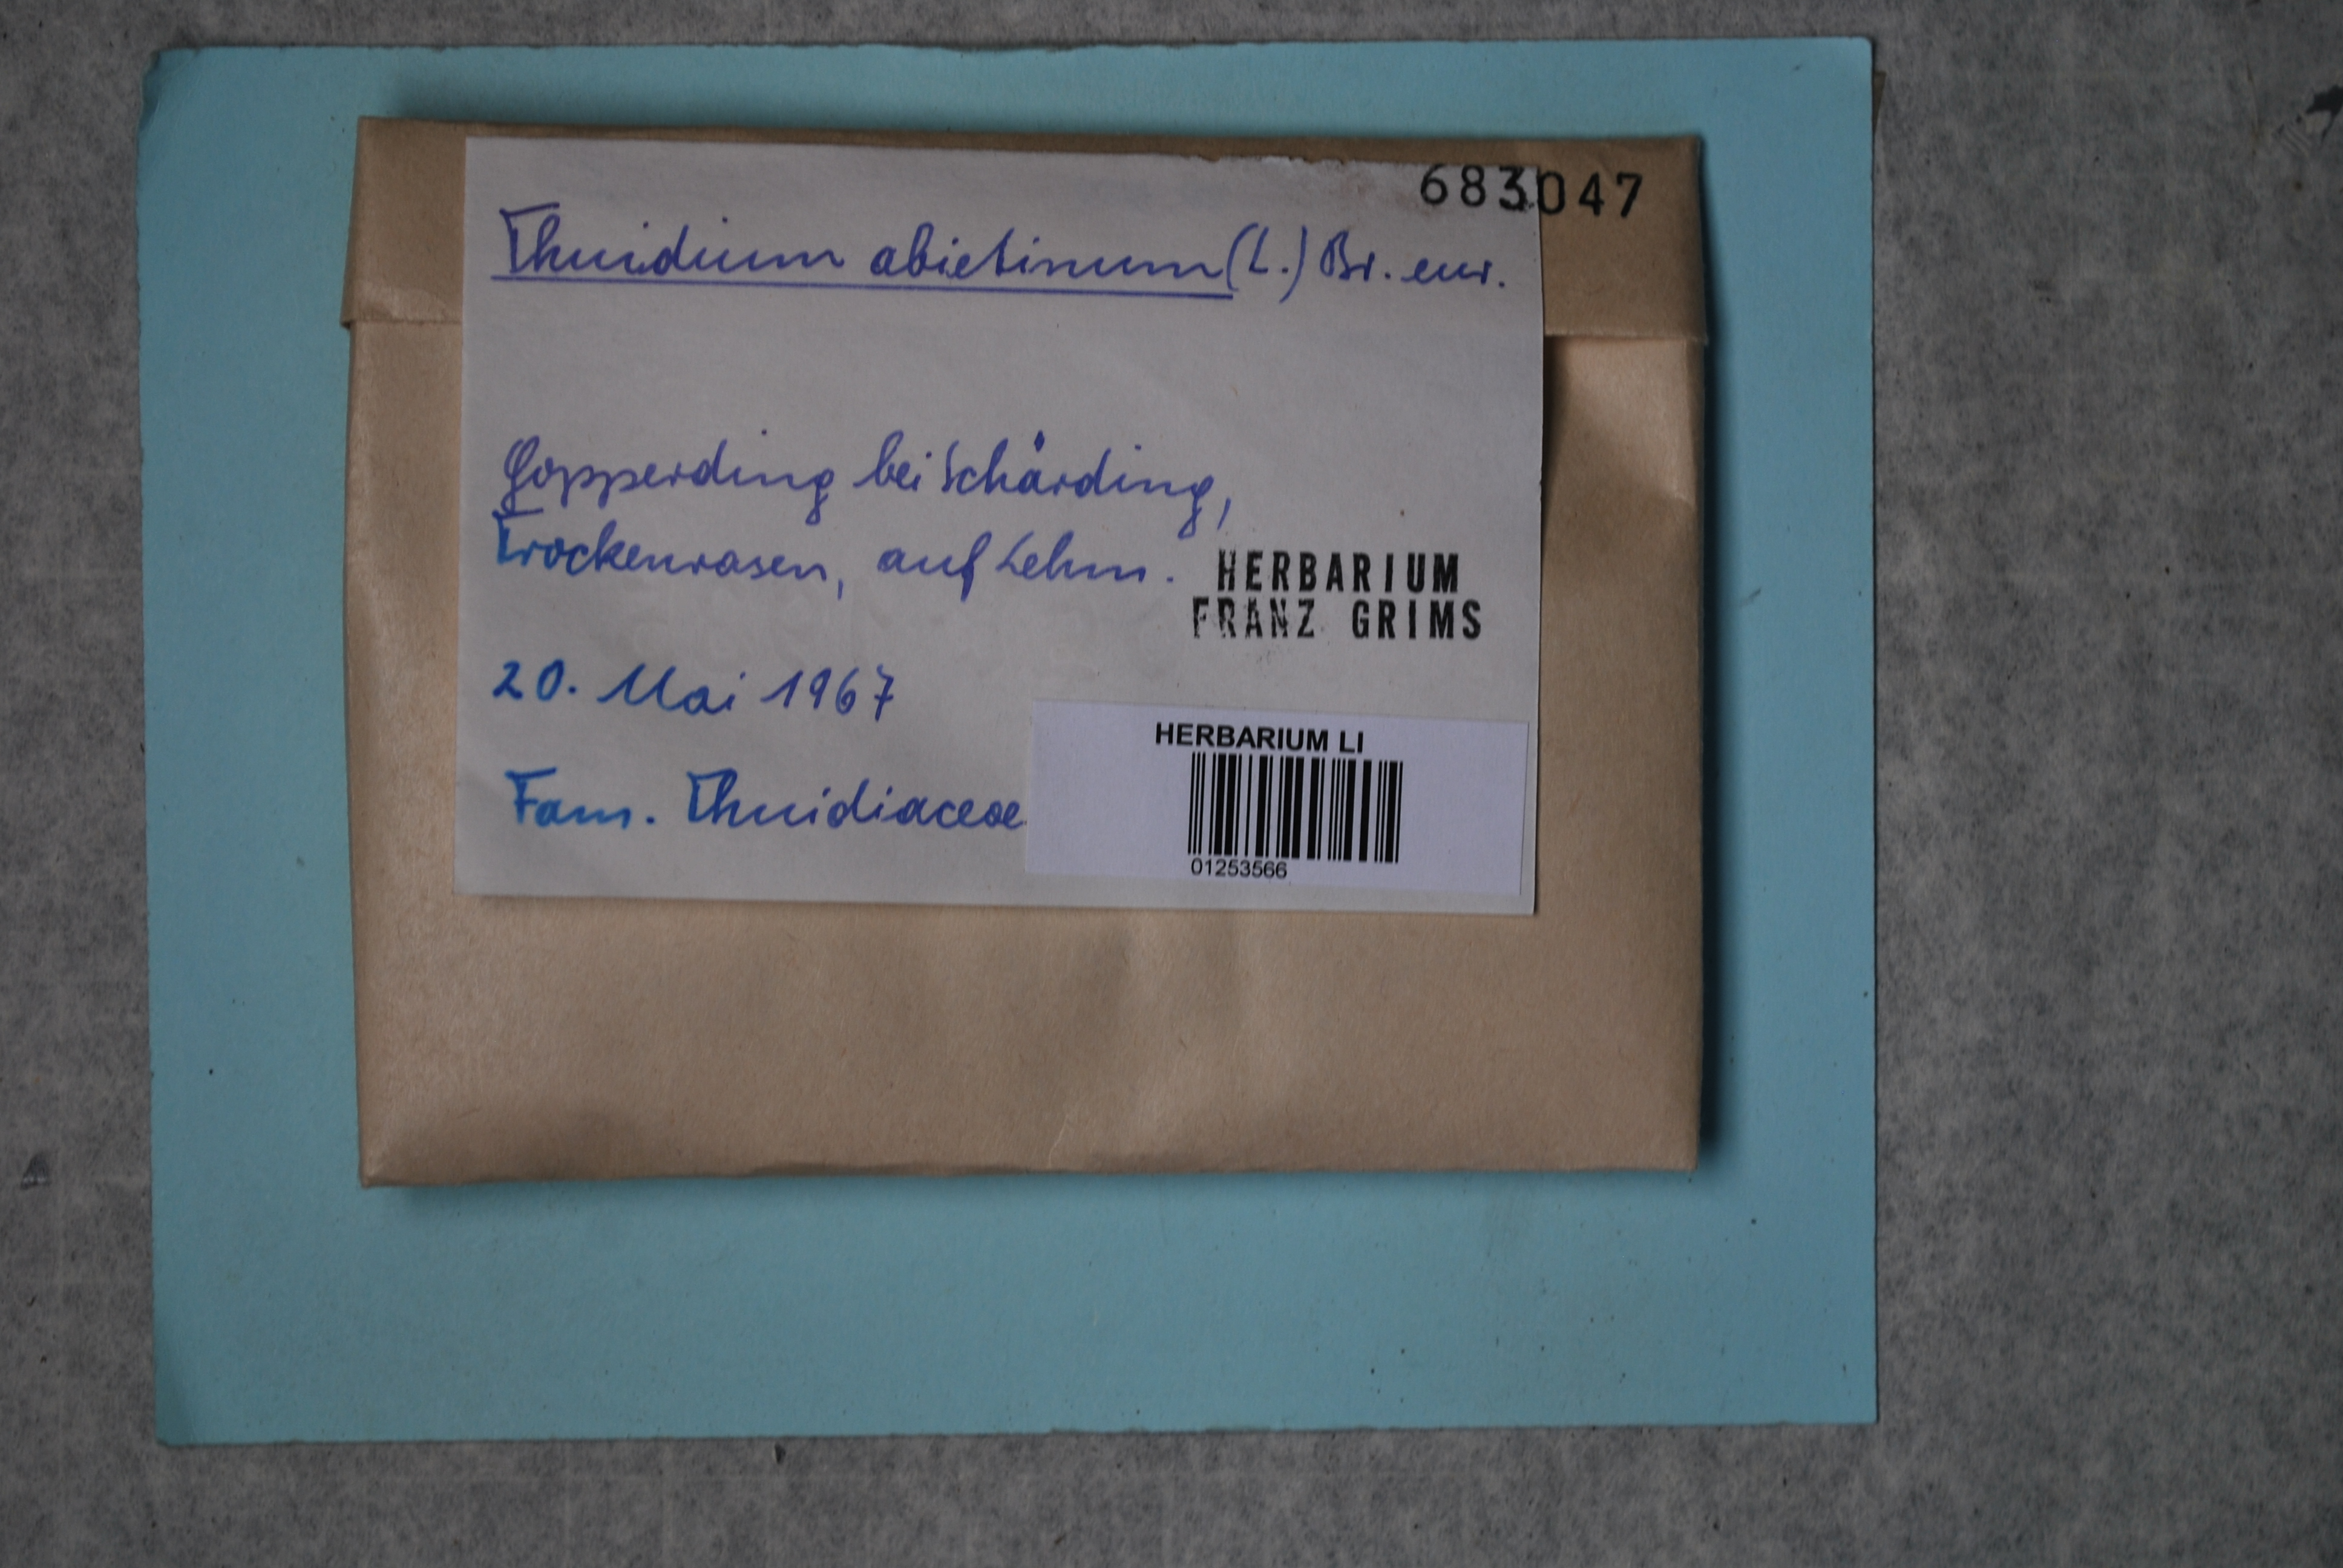 683047
Thuidium abietinum (L.) Br. eur.
Gopperding bei Schärding,
Trockenrasen, auf Lehm.
HERBARIUM
FRANZ GRIMS
20. Mai 1967
Fam. Thuidiaceae
HERBARIUM LI
01253566